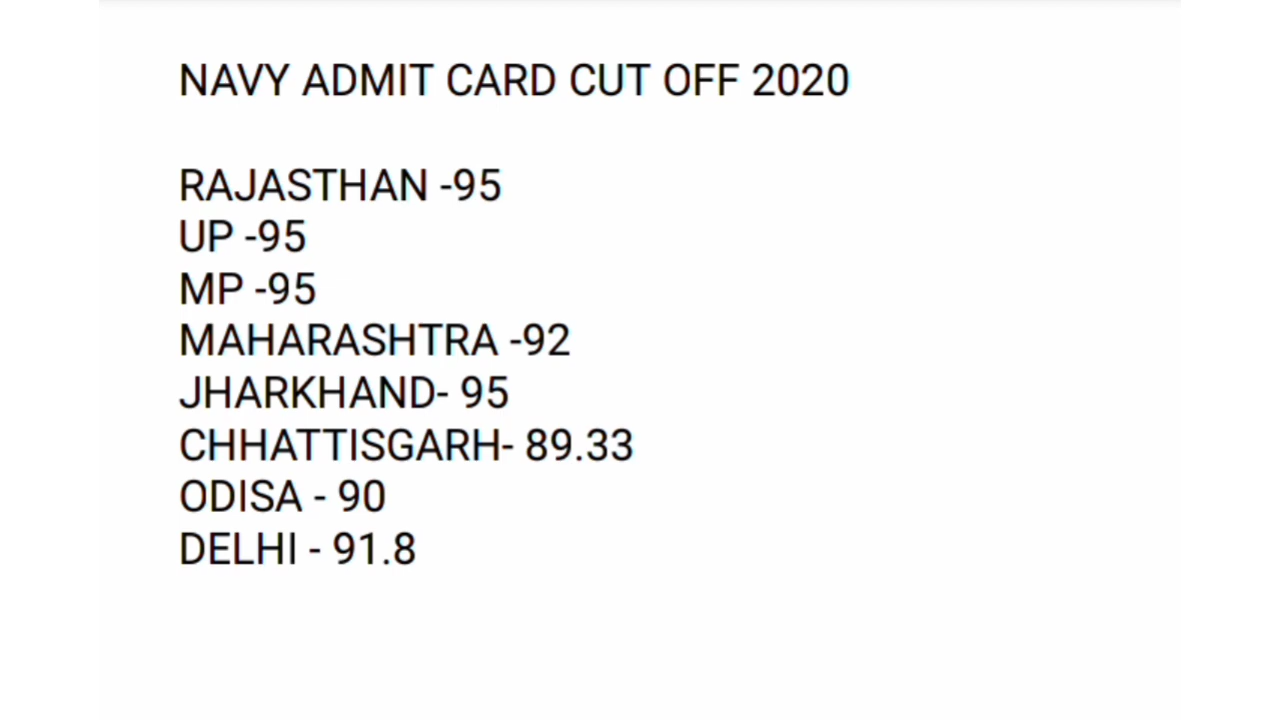 NAVY ADMIT CARD CUT OFF 2020
RAJASTHAN -95
UP -95
MP -95
MAHARASHTRA -92
JHARKHAND- 95
CHHATTISGARH- 89.33
ODISA - 90
DELHI - 91.8